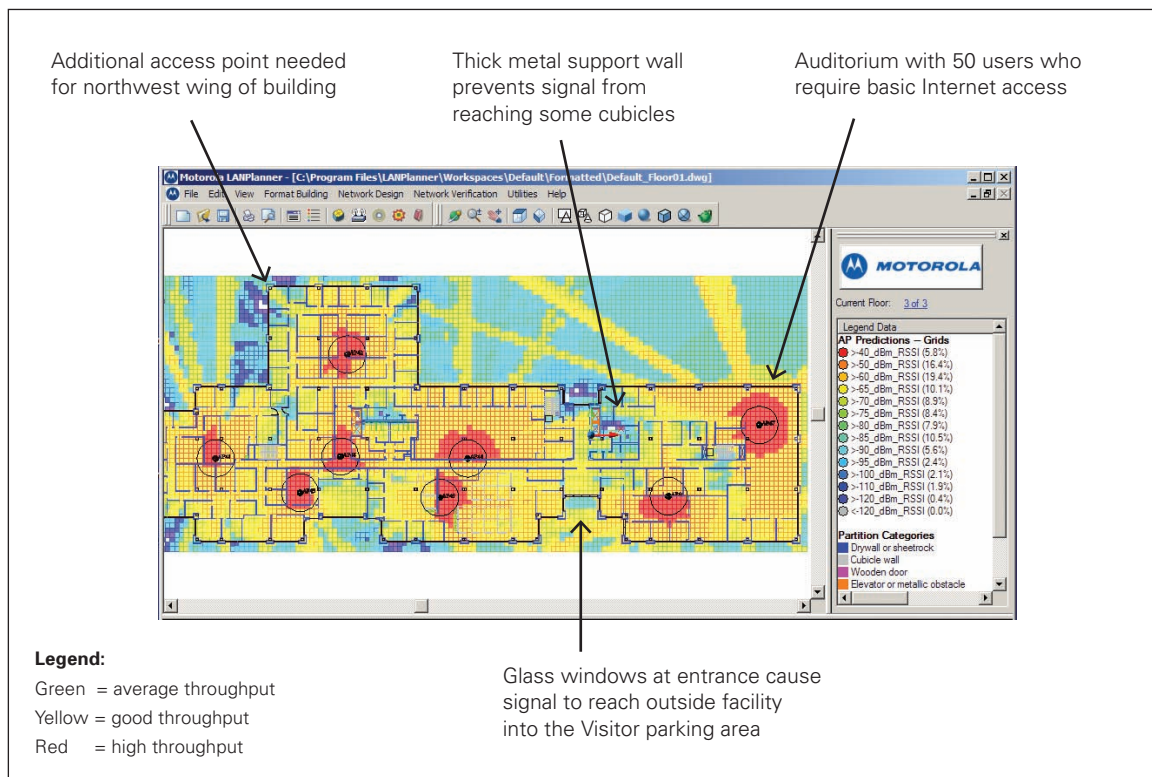 Additional access point needed
for northwest wing of building
Thick metal support wall
prevents signal from
reaching some cubicles
Auditorium with 50 users who
require basic Internet access
Motorola LANPlanner - [C:\Program Files\LANPlanner\Workspaces\Default\Formatted\Default_Floor01.dwg]
File Edit View Format Building Network Design Network Verification Utilities Help
MOTOROLA
Current Floor: 3 of 3
Legend Data
AP Predictions – Grids
>-40_dBm_RSSI (5.8%)
>-50_dBm_RSSI (16.4%)
>-60_dBm_RSSI (19.4%)
>-65_dBm_RSSI (10.1%)
>-70_dBm_RSSI (8.9%)
>-75_dBm_RSSI (8.4%)
>-80_dBm_RSSI (7.9%)
>-85_dBm_RSSI (10.5%)
>-90_dBm_RSSI (5.6%)
>-95_dBm_RSSI (2.4%)
>-100_dBm_RSSI (2.1%)
>-110_dBm_RSSI (1.9%)
>-120_dBm_RSSI (0.4%)
<-120_dBm_RSSI (0.0%)
Partition Categories
Drywall or sheetrock
Cubicle wall
Wooden door
Elevator or metallic obstacle
Legend:
Green = average throughput
Yellow = good throughput
Red = high throughput
Glass windows at entrance cause
signal to reach outside facility
into the Visitor parking area